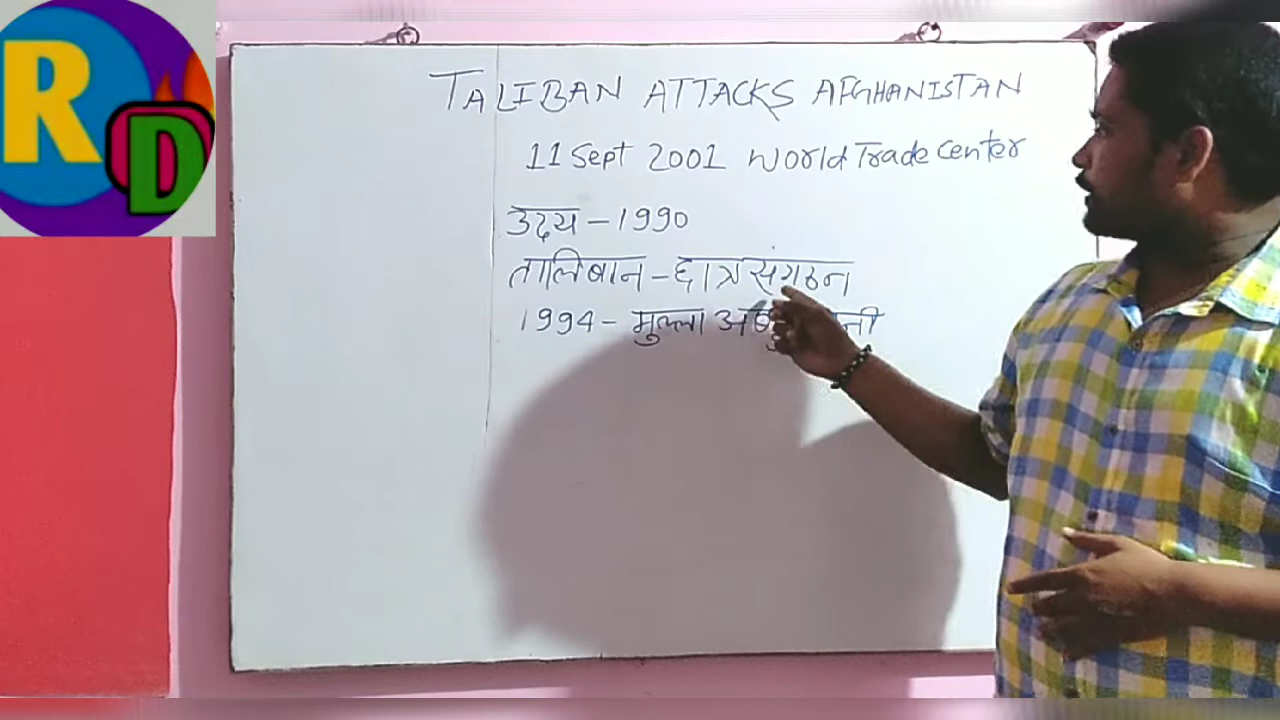 RD
TALIBAN ATTACKS AFGHANISTAN
11 Sept 2001 World Trade Center
उदय - 1990
तालिबान - छात्र संगठन
1994 - मुल्ला